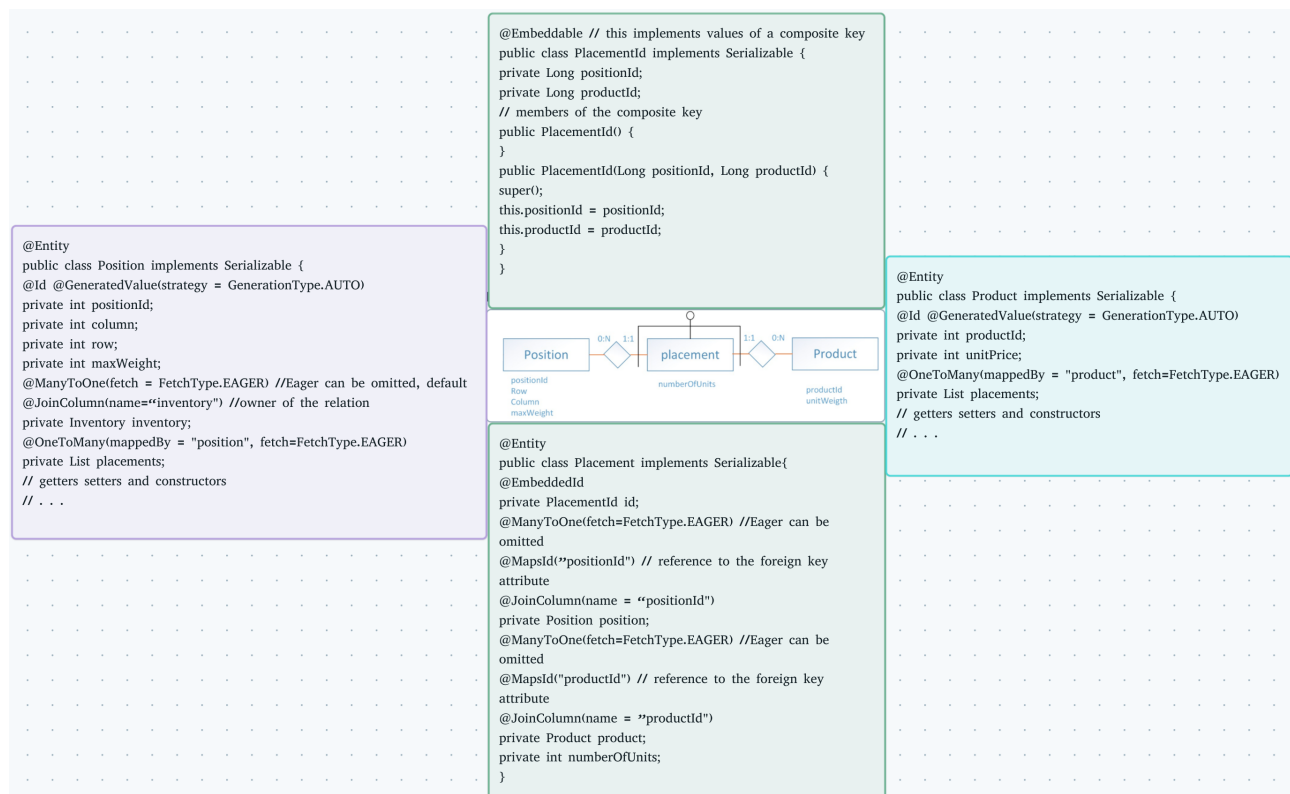 @Embeddable // this implements values of a composite key
public class PlacementId implements Serializable {
private Long positionId;
private Long productId;
// members of the composite key
public PlacementId() {
}
public PlacementId(Long positionId, Long productId) {
super();
this.positionId = positionId;
this.productId = productId;
}
}
@Entity
public class Position implements Serializable {
@Id @GeneratedValue(strategy = GenerationType.AUTO)
private int positionId;
private int column;
private int row;
private int maxWeight;
@ManyToOne(fetch = FetchType.EAGER) //Eager can be omitted, default
@JoinColumn(name=“inventory") //owner of the relation
private Inventory inventory;
@OneToMany(mappedBy = "position", fetch=FetchType.EAGER)
private List placements;
// getters setters and constructors
// . . .
0:N 1:1 1:1 0:N
Position placement Product
positionId
Row
Column
maxWeight
numberOfUnits
productId
unitWeigth
@Entity
public class Product implements Serializable {
@Id @GeneratedValue(strategy = GenerationType.AUTO)
private int productId;
private int unitPrice;
@OneToMany(mappedBy = "product", fetch=FetchType.EAGER)
private List placements;
// getters setters and constructors
// . . .
@Entity
public class Placement implements Serializable{
@EmbeddedId
private PlacementId id;
@ManyToOne(fetch=FetchType.EAGER) //Eager can be
omitted
@MapsId(”positionId") // reference to the foreign key
attribute
@JoinColumn(name = “positionId")
private Position position;
@ManyToOne(fetch=FetchType.EAGER) //Eager can be
omitted
@MapsId("productId") // reference to the foreign key
attribute
@JoinColumn(name = ”productId")
private Product product;
private int numberOfUnits;
}